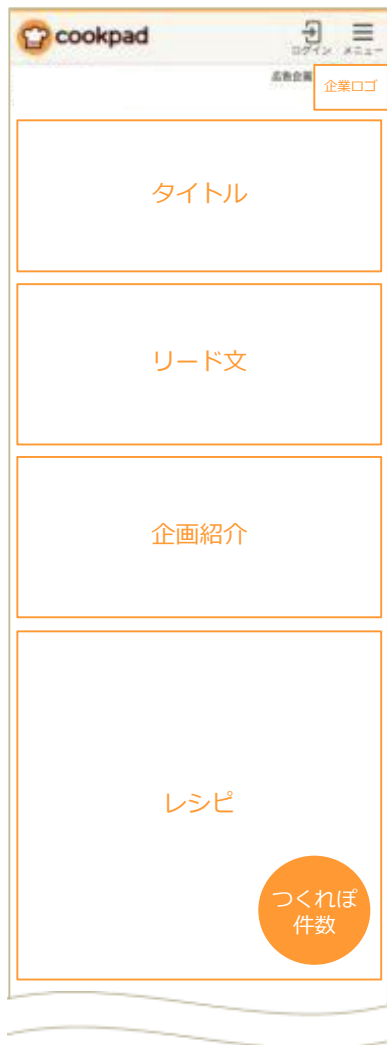 cookpad
ログイン メニュー
広告企画
企業ロゴ
タイトル
リード文
企画紹介
レシピ
つくれぽ
件数